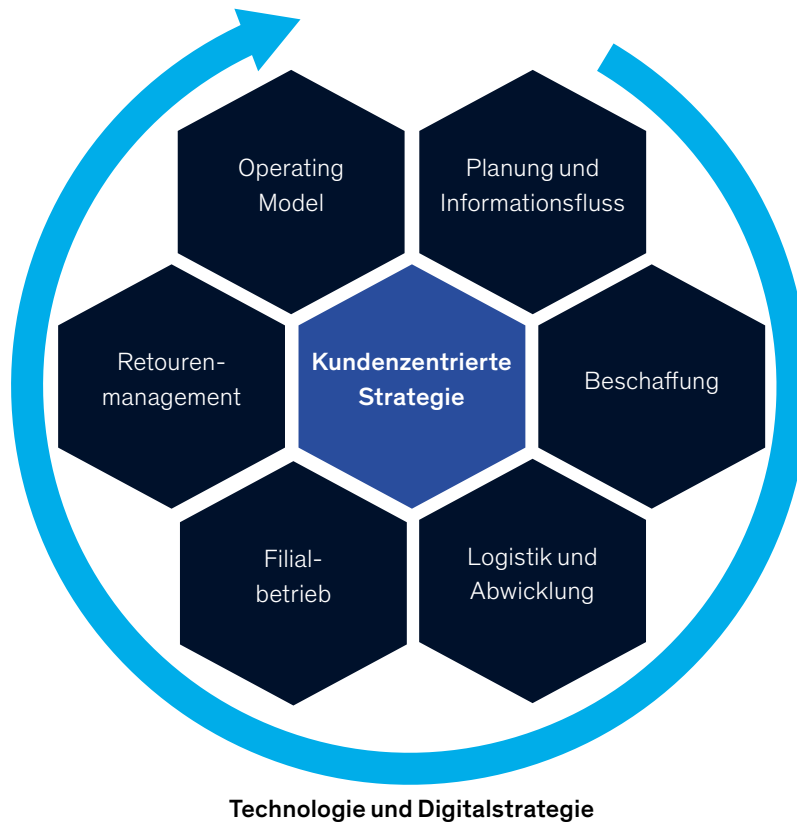 Operating
Model
Planung und
Informationsfluss
Retouren-
management
Kundenzentrierte
Strategie
Beschaffung
Filial-
betrieb
Logistik und
Abwicklung
Technologie und Digitalstrategie